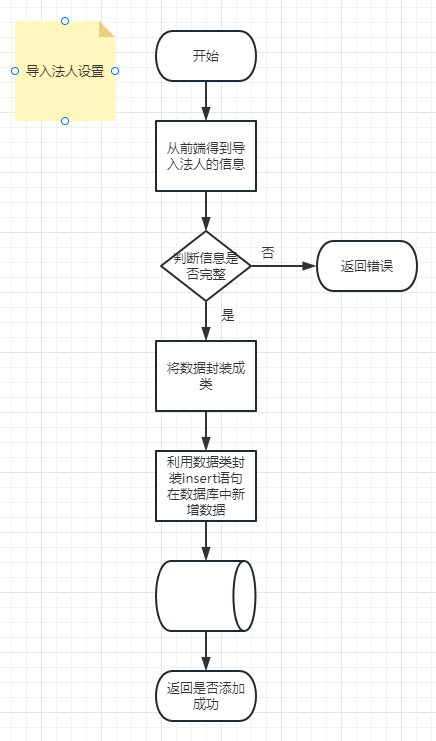 导入法人设置
开始
从前端得到导
入法人的信息
判断信息是
否完整
否
返回错误
是
将数据封装成
类
利用数据类封
装insert语句
在数据库中新
增数据
返回是否添加
成功